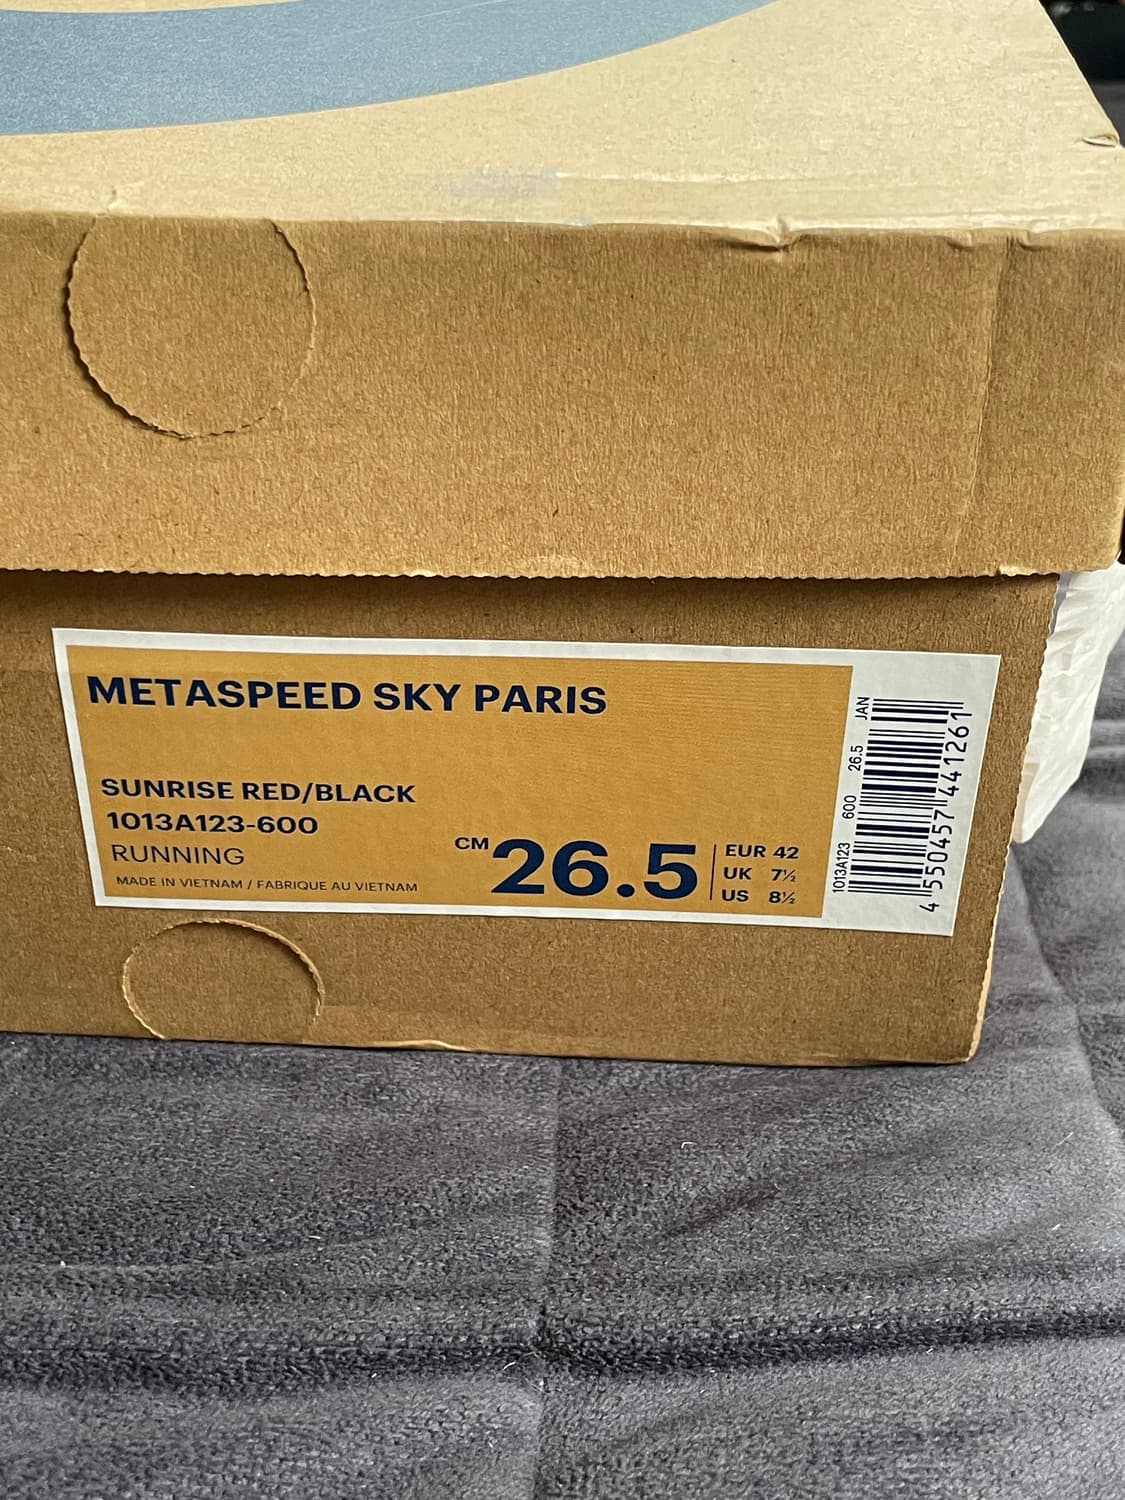 METASPEED SKY PARIS
SUNRISE RED/BLACK
1013A123-600
RUNNING
MADE IN VIETNAM / FABRIQUE AU VIETNAM
CM 26.5
EUR 42
UK 7½
US 8½
1013A123 600 26.5 JAN
4 550457 441261